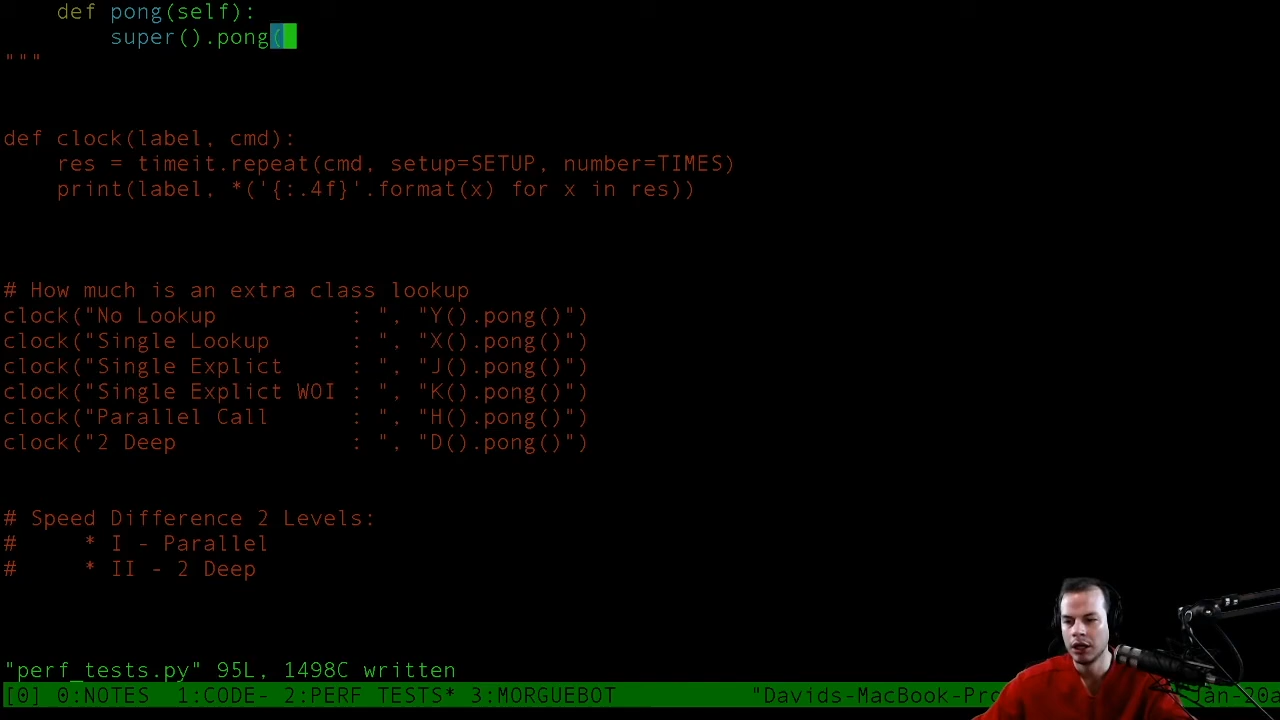 def pong(self):
super().pong(
"""
def clock(label, cmd):
res = timeit.repeat(cmd, setup=SETUP, number=TIMES)
print(label, *('{:.4f}'.format(x) for x in res))
# How much is an extra class lookup
clock("No Lookup : ", "Y().pong()")
clock("Single Lookup : ", "X().pong()")
clock("Single Explict : ", "J().pong()")
clock("Single Explict WOI : ", "K().pong()")
clock("Parallel Call : ", "H().pong()")
clock("2 Deep : ", "D().pong()")
# Speed Difference 2 Levels:
# * I - Parallel
# * II - 2 Deep
"perf_tests.py" 95L, 1498C written
[0] 0:NOTES 1:CODE- 2:PERF TESTS* 3:MORGUEBOT "Davids-MacBook-Pro